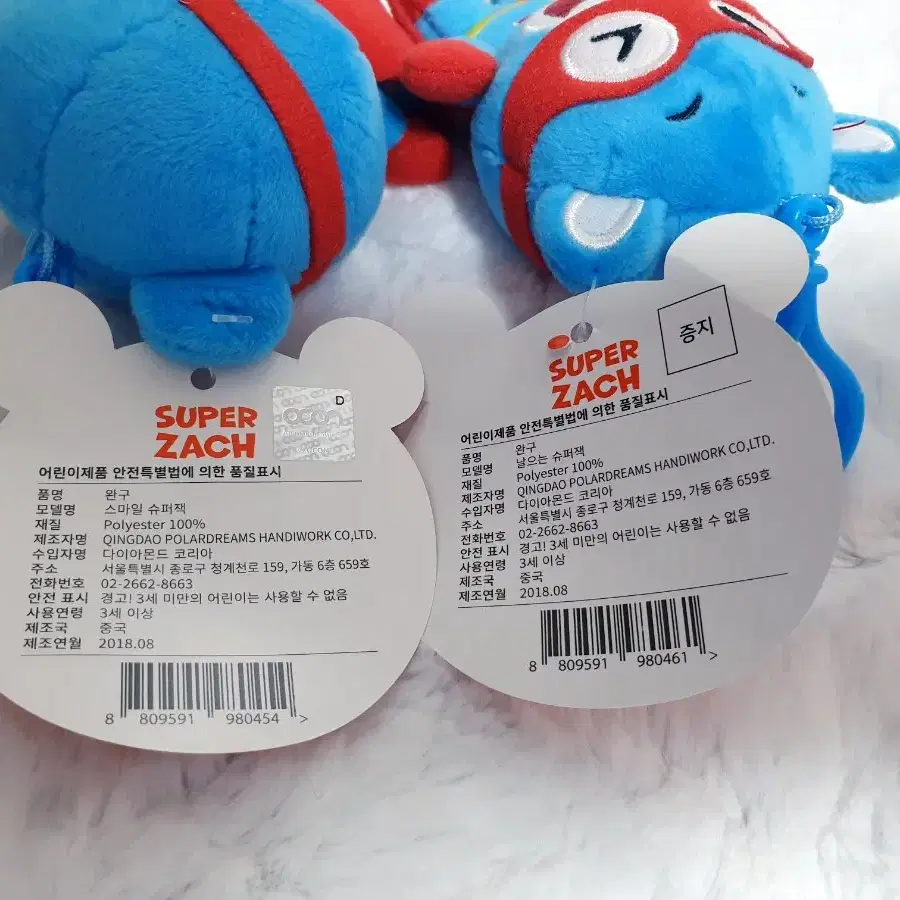 SUPER
ZACH
D
어린이제품 안전특별법에 의한 품질표시
품명 완구
모델명 스마일 슈퍼잭
재질 Polyester 100%
제조자명 QINGDAO POLARDREAMS HANDIWORK CO,LTD.
수입자명 다이아몬드 코리아
주소 서울특별시 종로구 청계천로 159, 가동 6층 659호
전화번호 02-2662-8663
안전 표시 경고! 3세 미만의 어린이는 사용할 수 없음
사용연령 3세 이상
제조국 중국
제조연월 2018.08
8 809591 980454 >
SUPER
ZACH
증지
어린이제품 안전특별법에 의한 품질표시
품명 완구
모델명 날으는 슈퍼잭
재질 Polyester 100%
제조자명 QINGDAO POLARDREAMS HANDIWORK CO,LTD.
수입자명 다이아몬드 코리아
주소 서울특별시 종로구 청계천로 159, 가동 6층 659호
02-2662-8663
안전 표시 경고! 3세 미만의 어린이는 사용할 수 없음
사용연령 3세 이상
제조국 중국
제조연월 2018.08
8 809591 980461 >